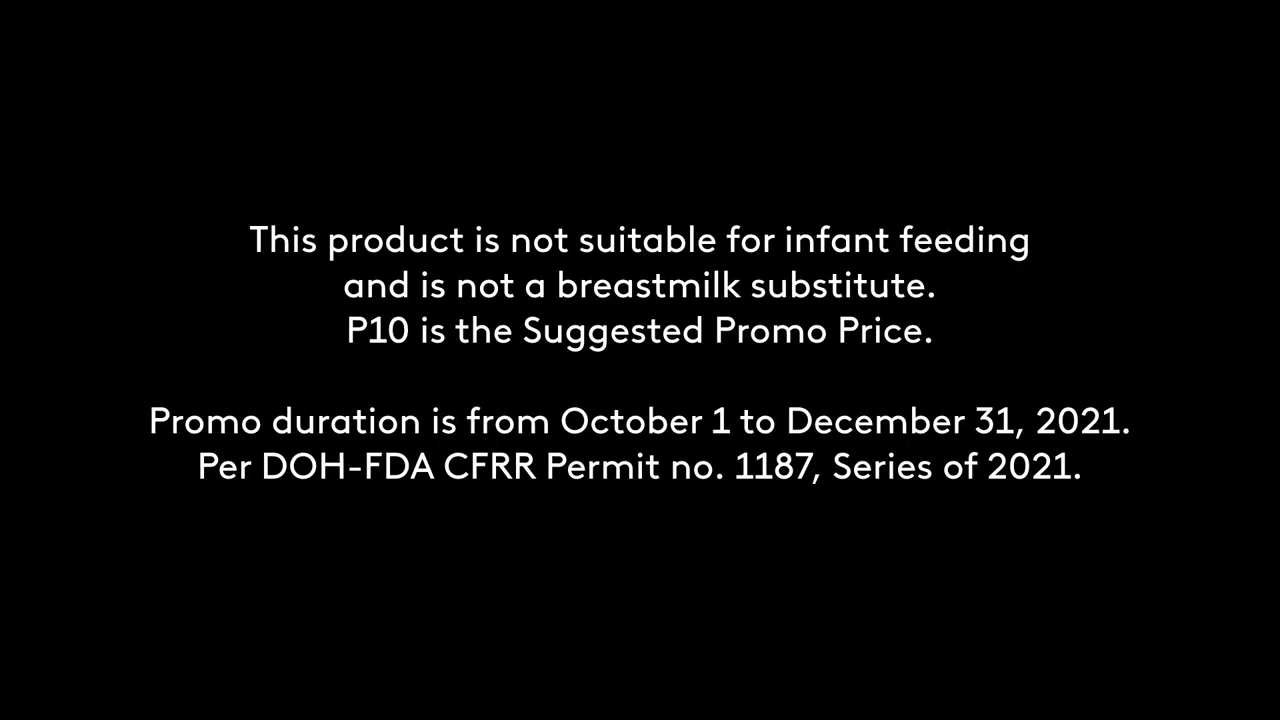 This product is not suitable for infant feeding
and is not a breastmilk substitute.
P10 is the Suggested Promo Price.
Promo duration is from October 1 to December 31, 2021.
Per DOH-FDA CFRR Permit no. 1187, Series of 2021.